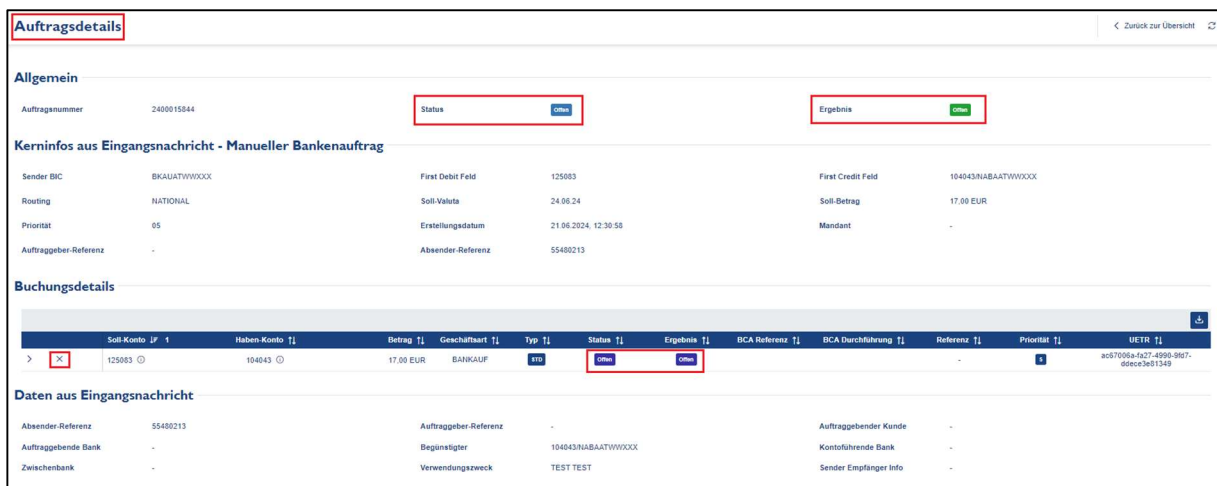 Auftragsdetails
Zurück zur Übersicht
Allgemein
Auftragsnummer 2400015844 Status Offen Ergebnis Offen
Kerninfos aus Eingangsnachricht - Manueller Bankenauftrag
Sender BIC BKAUATWWXXX First Debit Feld 125083 First Credit Feld 104043/NABAATWWXXX
Routing NATIONAL Soll-Valuta 24.06.24 Soll-Betrag 17,00 EUR
Priorität 05 Erstellungsdatum 21.06.2024, 12:30:58 Mandant -
Auftraggeber-Referenz - Absender-Referenz 55480213
Buchungsdetails
Soll-Konto 1 Haben-Konto Betrag Geschäftsart Typ Status Ergebnis BCA Referenz BCA Durchführung Referenz Priorität UETR
125083 104043 17,00 EUR BANKAUF STD Offen Offen - S ac67006a-fa27-4990-9fd7-
ddece3e81349
Daten aus Eingangsnachricht
Absender-Referenz 55480213 Auftraggeber-Referenz - Auftraggebender Kunde -
Auftraggebende Bank - Begünstigter 104043/NABAATWWXXX Kontoführende Bank -
Zwischenbank - Verwendungszweck TEST TEST Sender Empfänger Info -